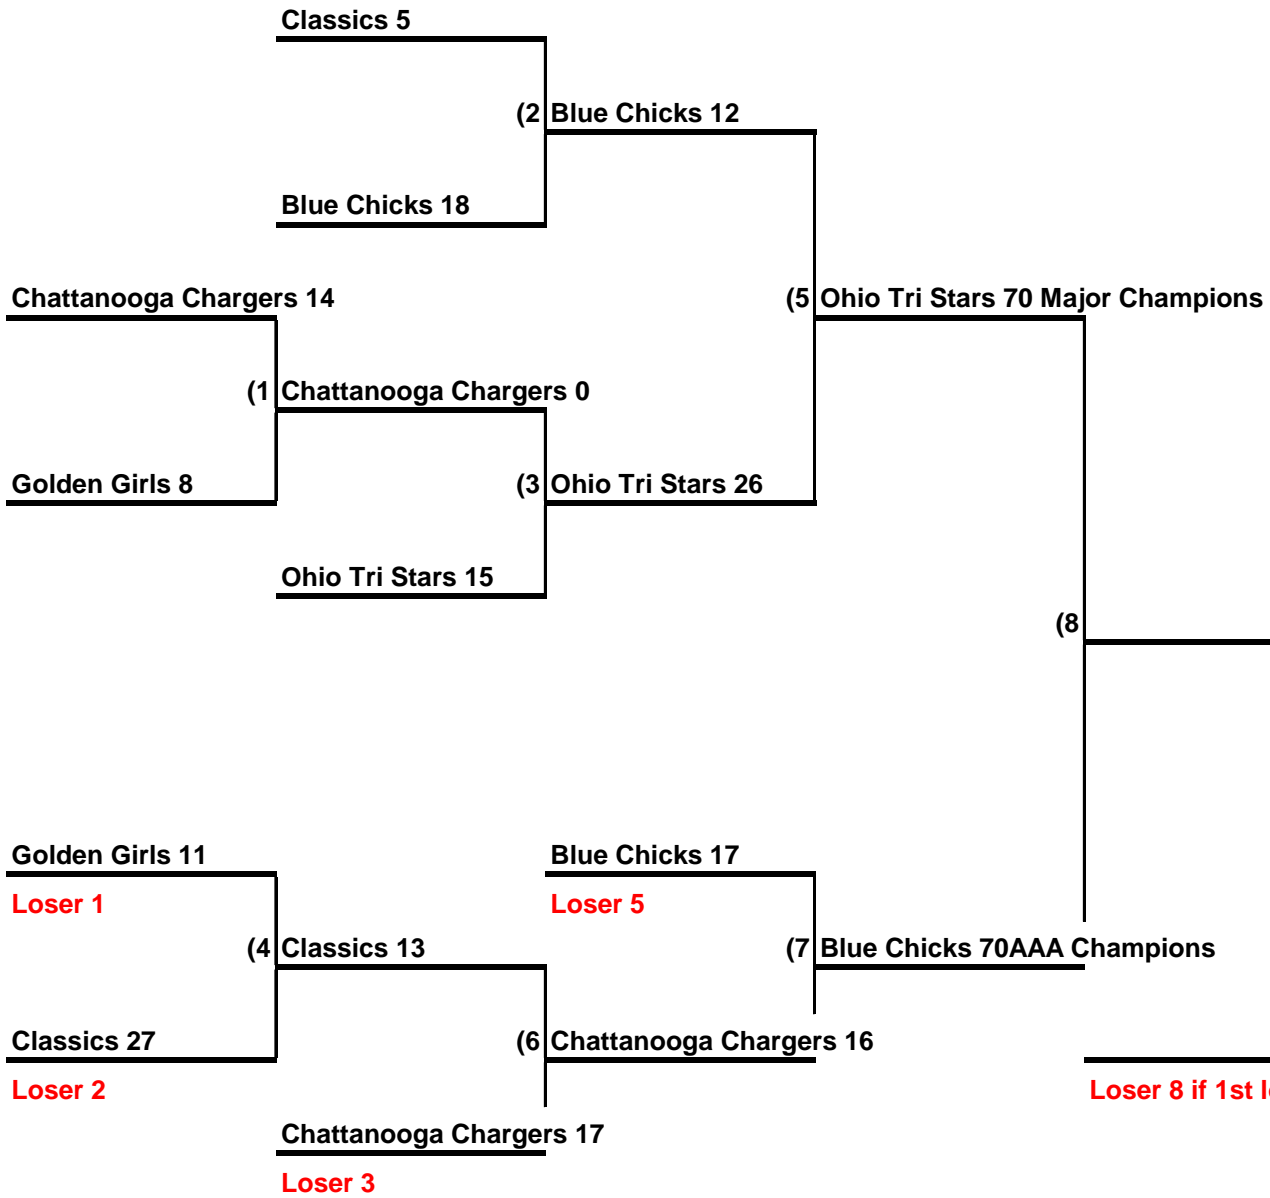 Classics 5
(2 Blue Chicks 12
Blue Chicks 18
Chattanooga Chargers 14
(5 Ohio Tri Stars 70 Major Champions
(1 Chattanooga Chargers 0
Golden Girls 8
(3 Ohio Tri Stars 26
Ohio Tri Stars 15
(8
Golden Girls 11
Blue Chicks 17
Loser 1
Loser 5
(4 Classics 13
(7 Blue Chicks 70AAA Champions
Classics 27
(6 Chattanooga Chargers 16
Loser 2
Loser 8 if 1st
Chattanooga Chargers 17
Loser 3